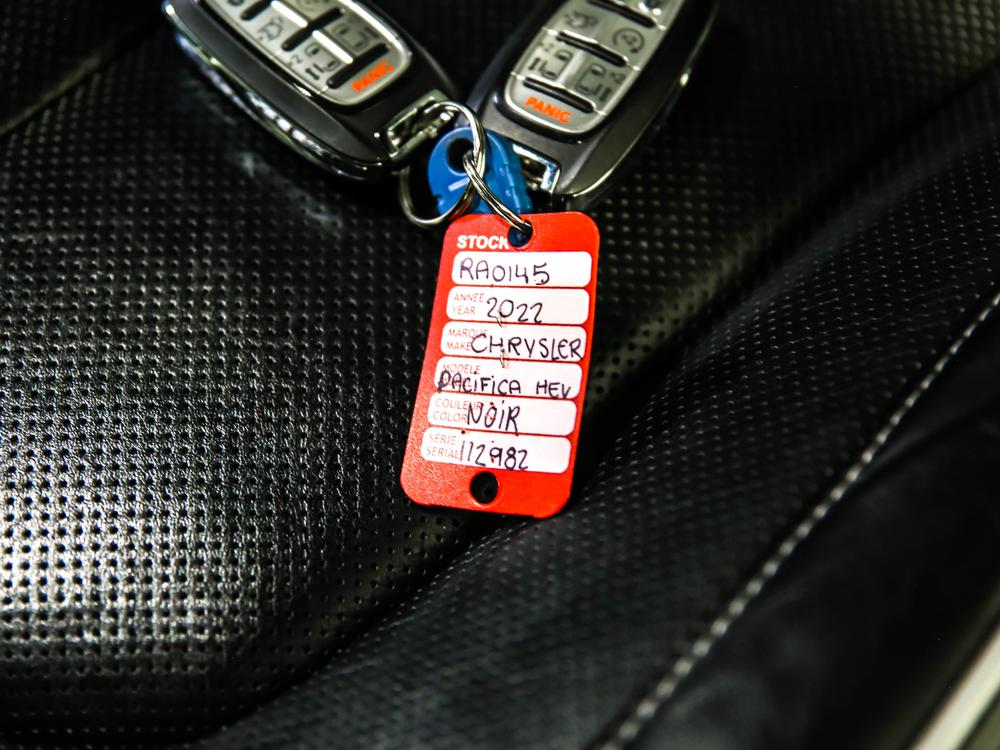 PANIC
PANIC
STOCK
RA0145
ANNÉE
YEAR 2022
MARQUE
MAKE CHRYSLER
MODÈLE
PACIFICA HEV
COULEUR
COLOR NOIR
SÉRIE
SERIAL 112982